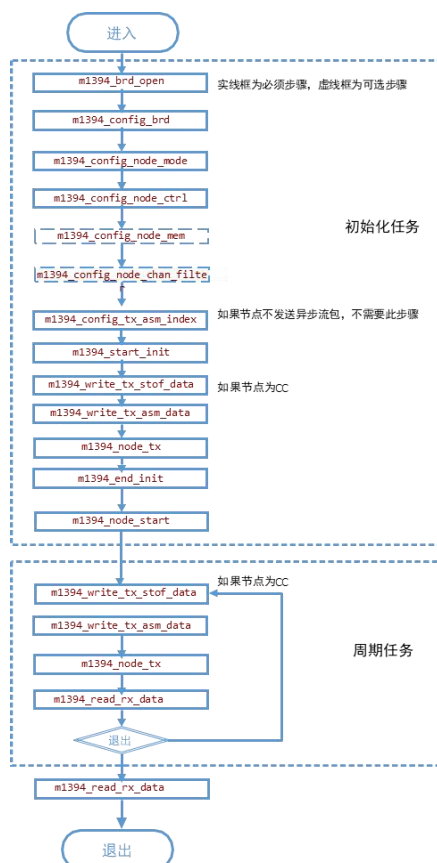 进入
m1394_brd_open
实线框为必须步骤，虚线框为可选步骤
m1394_config_brd
m1394_config_node_mode
m1394_config_node_ctrl
初始化任务
m1394_config_node_mem
m1394_config_node_chan_filte
r
m1394_config_tx_asm_index
如果节点不发送异步流包，不需要此步骤
m1394_start_init
m1394_write_tx_stof_data
如果节点为CC
m1394_write_tx_asm_data
m1394_node_tx
m1394_end_init
m1394_node_start
如果节点为CC
m1394_write_tx_stof_data
m1394_write_tx_asm_data
周期任务
m1394_node_tx
m1394_read_rx_data
退出
m1394_read_rx_data
退出